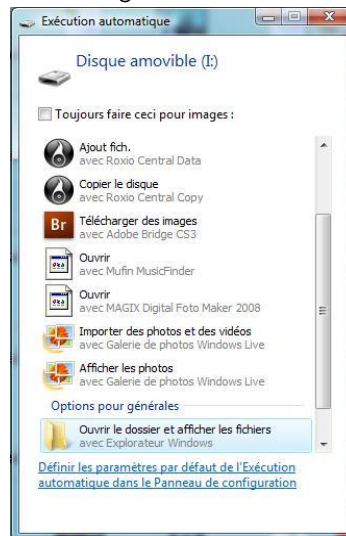 Exécution automatique
Disque amovible (I:)
Toujours faire ceci pour images :
Ajout fich.
avec Roxio Central Data
Copier le disque
avec Roxio Central Copy
Br
Télécharger des images
avec Adobe Bridge CS3
Ouvrir
avec Mufin MusicFinder
Ouvrir
avec MAGIX Digital Foto Maker 2008
Importer des photos et des vidéos
avec Galerie de photos Windows Live
Afficher les photos
avec Galerie de photos Windows Live
Options pour générales
Ouvrir le dossier et afficher les fichiers
avec Explorateur Windows
Définir les paramètres par défaut de l'Exécution
automatique dans le Panneau de configuration